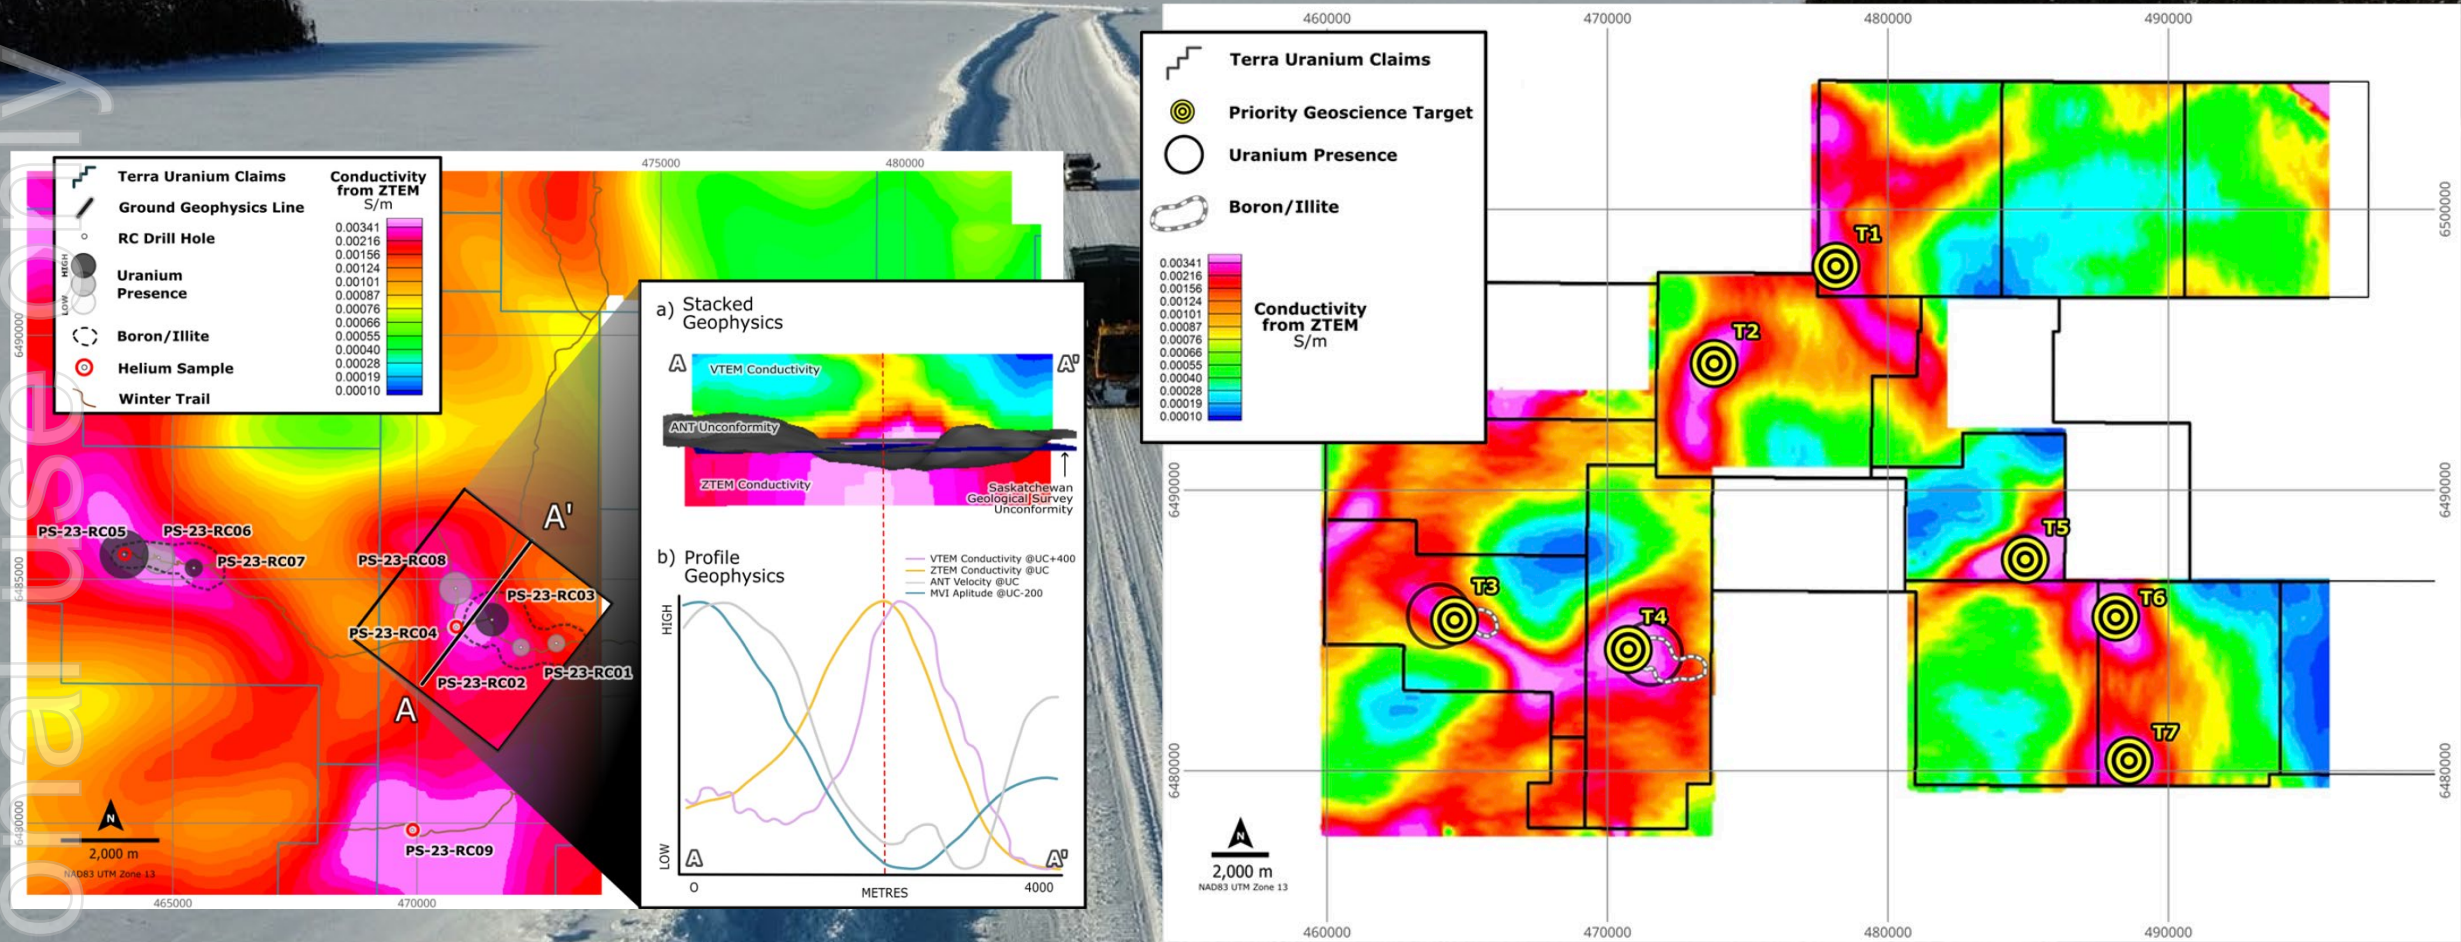 onal use only
475000
480000
Terra Uranium Claims
Ground Geophysics Line
RC Drill Hole
HIGH
LOW
Uranium
Presence
Boron/Illite
Helium Sample
Winter Trail
Conductivity
from ZTEM
S/m
0.00341
0.00216
0.00156
0.00124
0.00101
0.00087
0.00076
0.00066
0.00055
0.00040
0.00028
0.00019
0.00010
6490000
6485000
6480000
PS-23-RC05
PS-23-RC06
PS-23-RC07
PS-23-RC08
PS-23-RC03
PS-23-RC04
PS-23-RC02
PS-23-RC01
PS-23-RC09
A
A'
N
2,000 m
NAD83 UTM Zone 13
465000
470000
a) Stacked
Geophysics
A
A'
VTEM Conductivity
ANT Unconformity
ZTEM Conductivity
Saskatchewan
Geological Survey
Unconformity
b) Profile
Geophysics
VTEM Conductivity @UC+400
ZTEM Conductivity @UC
ANT Velocity @UC
MVI Aplitude @UC-200
HIGH
LOW
A
A'
0
METRES
4000
460000
470000
480000
490000
Terra Uranium Claims
Priority Geoscience Target
Uranium Presence
Boron/Illite
0.00341
0.00216
0.00156
0.00124
0.00101
0.00087
0.00076
0.00066
0.00055
0.00040
0.00028
0.00019
0.00010
Conductivity
from ZTEM
S/m
T1
T2
T3
T4
T5
T6
T7
6500000
6490000
6490000
6480000
6480000
N
2,000 m
NAD83 UTM Zone 13
460000
470000
480000
490000